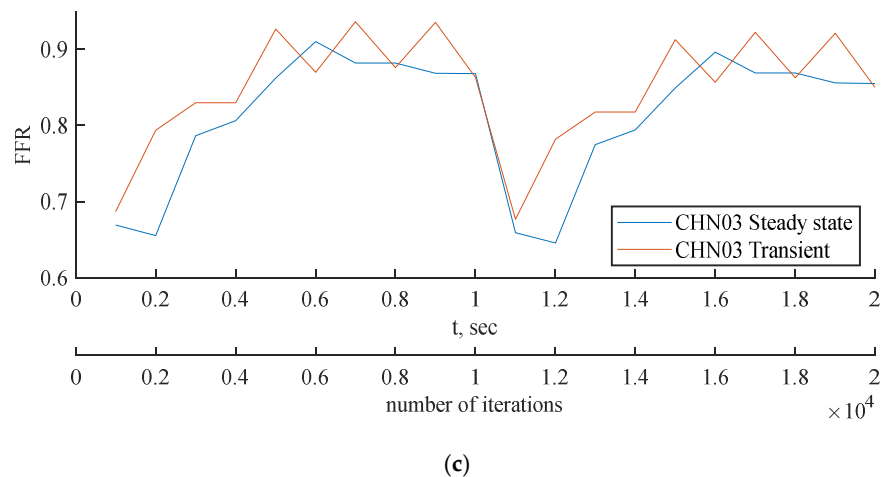 0.9
0.8
0.7
0.6
FFR
CHN03 Steady state
CHN03 Transient
0 0.2 0.4 0.6 0.8 1 1.2 1.4 1.6 1.8 2
t, sec
0 0.2 0.4 0.6 0.8 1 1.2 1.4 1.6 1.8 2
number of iterations
×10⁴
(c)